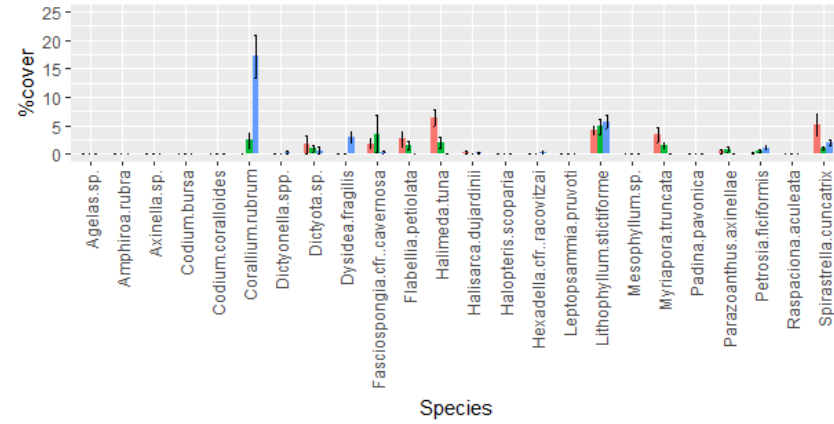 25
20
15
10
5
0
%cover
Agelas.sp.
Amphiroa.rubra
Axinella.sp.
Codium.bursa
Codium.coralloides
Corallium.rubrum
Dictyonella.spp.
Dictyota.sp.
Dysidea.fragilis
Fasciospongia.cfr..cavernosa
Flabellia.petiolata
Halimeda.tuna
Halisarca.dujardinii
Halopteris.scoparia
Hexadella.cfr..racovitzai
Leptopsammia.pruvoti
Lithophyllum.stictiforme
Mesophyllum.sp.
Myriapora.truncata
Padina.pavonica
Parazoanthus.axinellae
Petrosia.ficiformis
Raspaciona.aculeata
Spirastrella.cunctatrix
Species